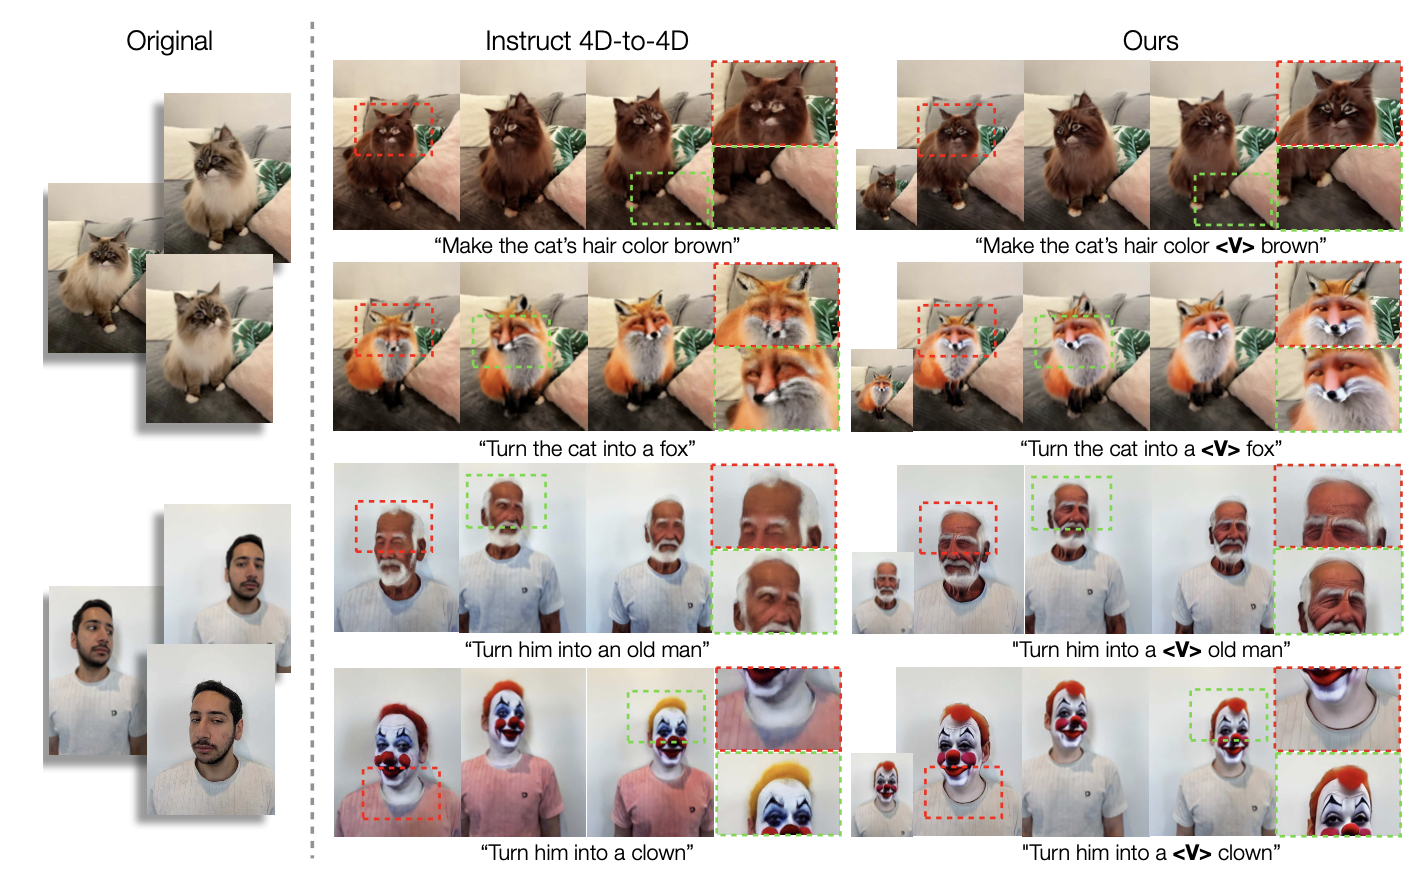 Original
Instruct 4D-to-4D
Ours
“Make the cat’s hair color brown”
“Make the cat’s hair color <V> brown”
“Turn the cat into a fox”
“Turn the cat into a <V> fox”
“Turn him into an old man”
"Turn him into a <V> old man”
“Turn him into a clown”
"Turn him into a <V> clown”